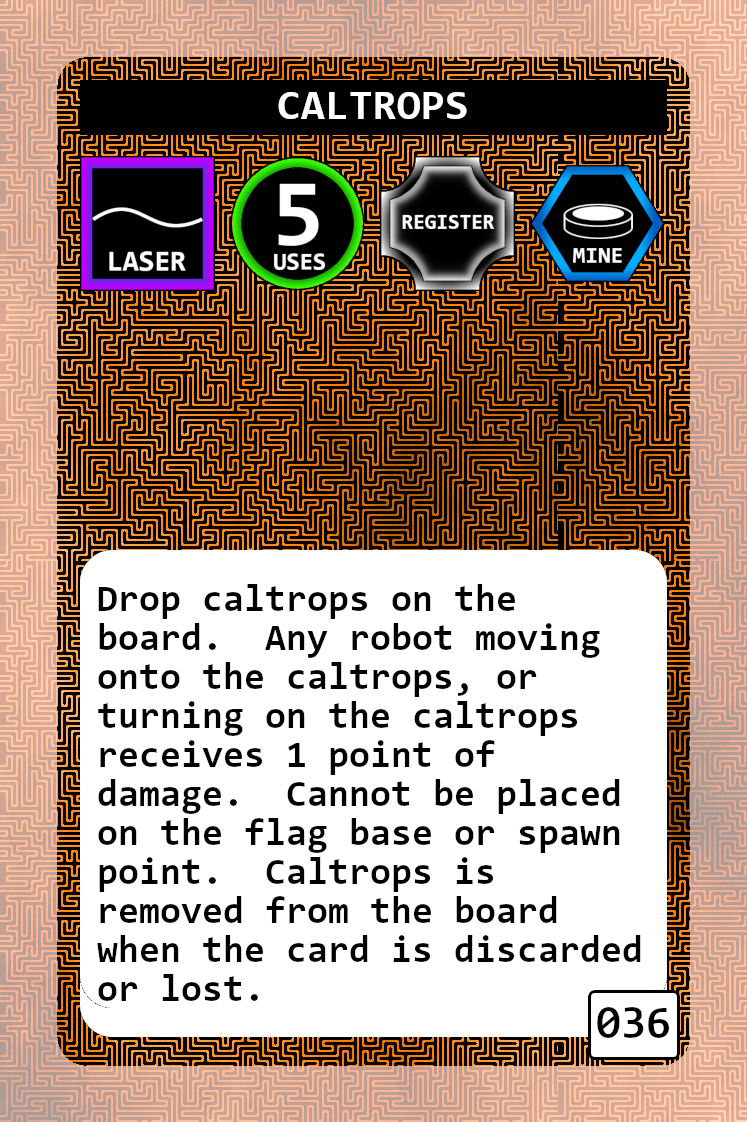 CALTROPS
LASER
5
USES
REGISTER
MINE
Drop caltrops on the
board.  Any robot moving
onto the caltrops, or
turning on the caltrops
receives 1 point of
damage.  Cannot be placed
on the flag base or spawn
point.  Caltrops is
removed from the board
when the card is discarded
or lost.
036